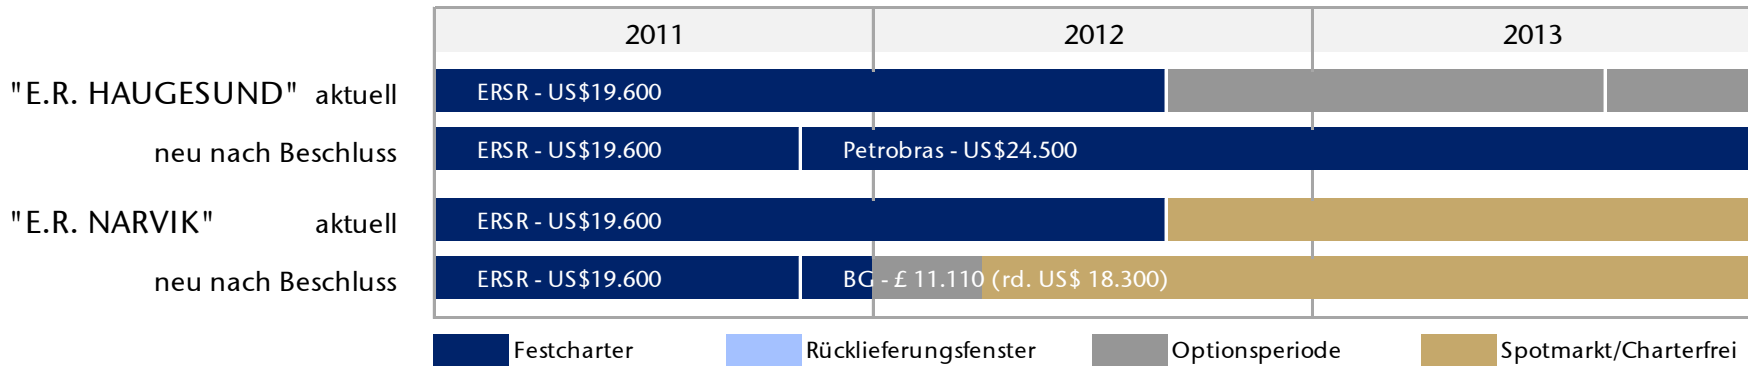 2011 2012 2013
"E.R. HAUGESUND" aktuell ERSR - US$19.600
neu nach Beschluss ERSR - US$19.600 Petrobras - US$24.500
"E.R. NARVIK" aktuell ERSR - US$19.600
neu nach Beschluss ERSR - US$19.600 BG - £ 11.110 (rd. US$ 18.300)
Festcharter Rücklieferungsfenster Optionsperiode Spotmarkt/Charterfrei